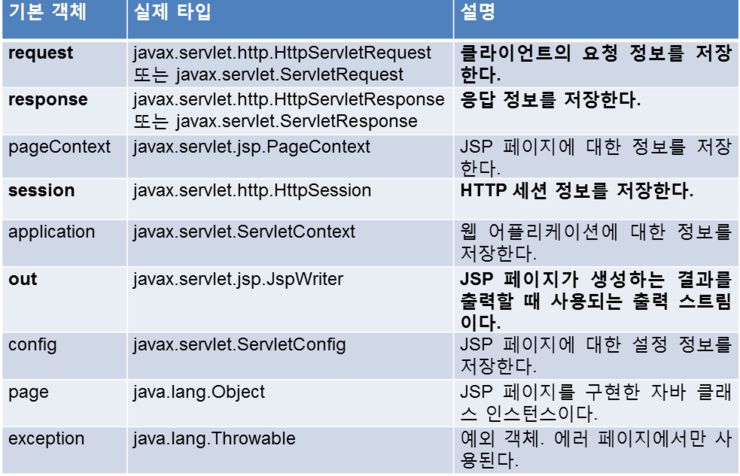 기본 객체 실제 타입 설명
request javax.servlet.http.HttpServletRequest 클라이언트의 요청 정보를 저장
또는 javax.servlet.ServletRequest 한다.
response javax.servlet.http.HttpServletResponse 응답 정보를 저장한다.
또는 javax.servlet.ServletResponse
pageContext javax.servlet.jsp.PageContext JSP 페이지에 대한 정보를 저장
한다.
session javax.servlet.http.HttpSession HTTP 세션 정보를 저장한다.
application javax.servlet.ServletContext 웹 어플리케이션에 대한 정보를
저장한다.
out javax.servlet.jsp.JspWriter JSP 페이지가 생성하는 결과를
출력할 때 사용되는 출력 스트림
이다.
config javax.servlet.ServletConfig JSP 페이지에 대한 설정 정보를
저장한다.
page java.lang.Object JSP 페이지를 구현한 자바 클래
스 인스턴스이다.
exception java.lang.Throwable 예외 객체. 에러 페이지에서만 사
용된다.